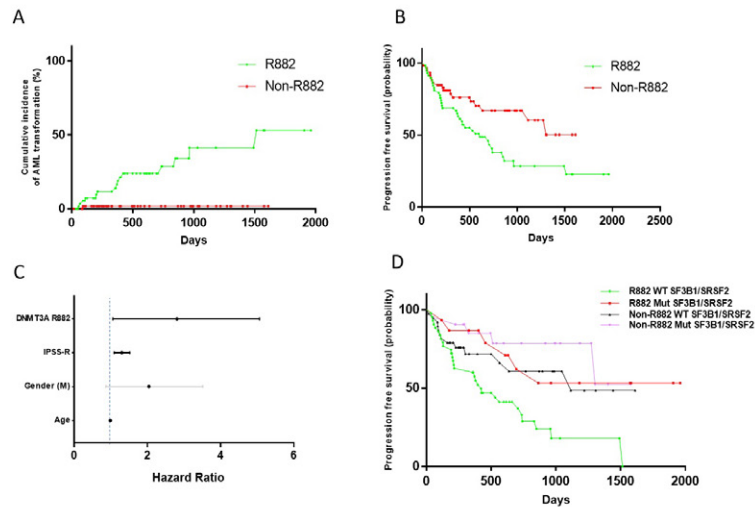 A
Cumulative incidence
of AML transformation (%)
100
50
0
R882
Non-R882
0
500
1000
1500
2000
Days
B
Progression free survival (probability)
100
50
0
R882
Non-R882
0
500
1000
1500
2000
2500
Days
C
DNMT3A R882
IPSS-R
Gender (M)
Age
0
2
4
6
Hazard Ratio
D
Progression free survival (probability)
100
50
0
R882 WT SF3B1/SRSF2
R882 Mut SF3B1/SRSF2
Non-R882 WT SF3B1/SRSF2
Non-R882 Mut SF3B1/SRSF2
0
500
1000
1500
2000
Days